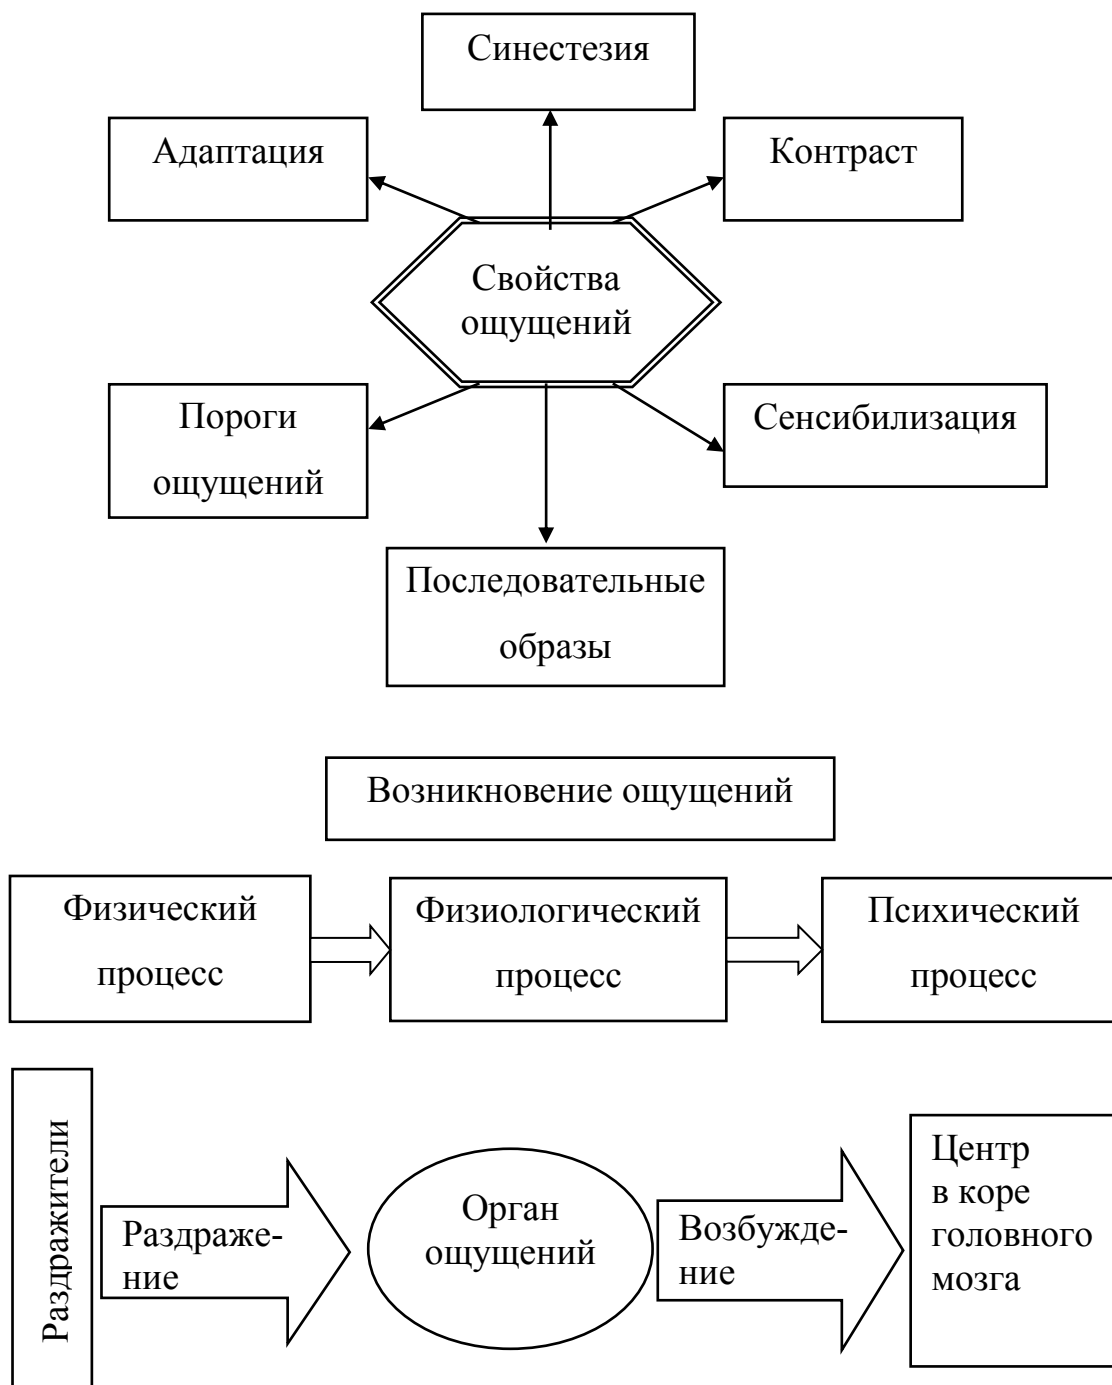 Синестезия
Адаптация
Контраст
Свойства
ощущений
Пороги
ощущений
Сенсибилизация
Последовательные
образы
Возникновение ощущений
Физический
процесс
Физиологический
процесс
Психический
процесс
Раздражители
Раздраже-
ние
Орган
ощущений
Возбужде-
ние
Центр
в коре
головного
мозга